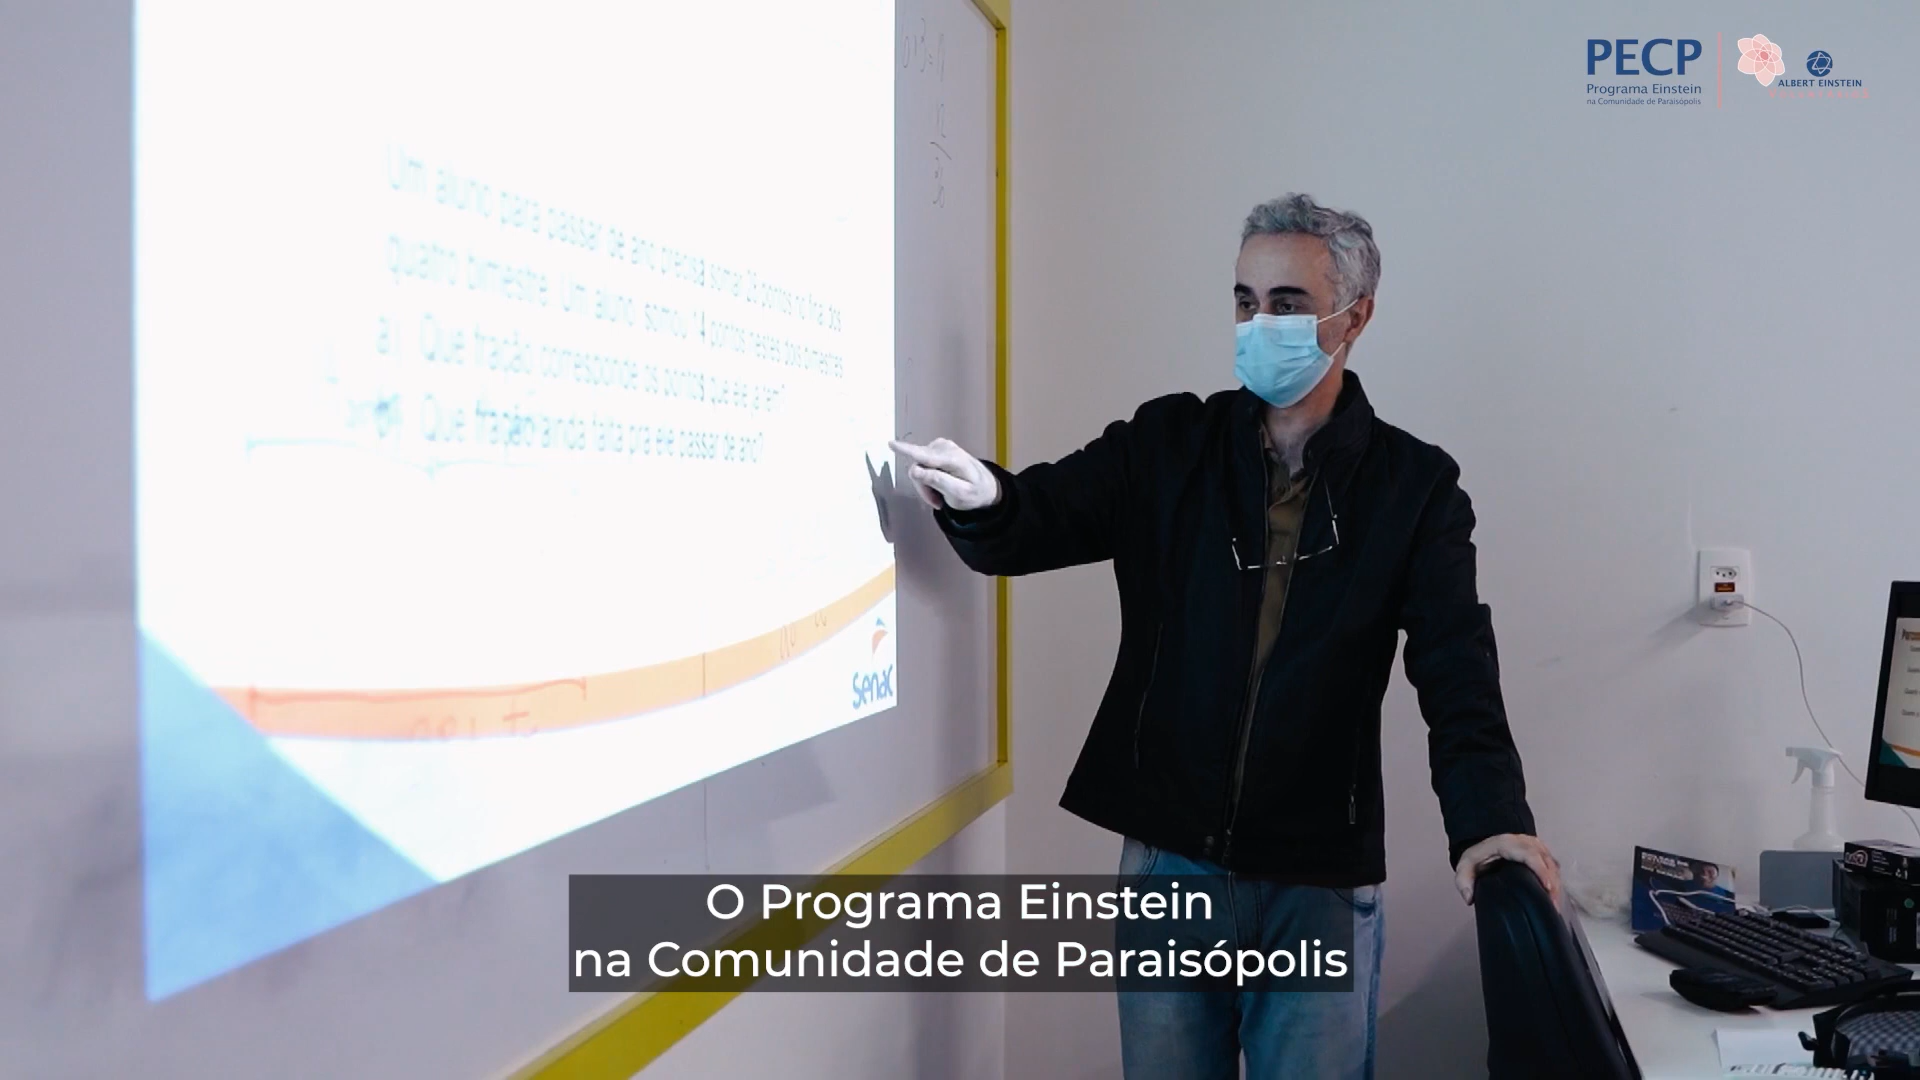 PECP
Programa Einstein
na Comunidade de Paraisópolis
ALBERT EINSTEIN
Um aluno para passar de ano precisa somar 28 pontos no final dos
quatro bimestre. Um aluno somou 14 pontos nestes dois bimestres
a) Que fração corresponde os pontos que ele já tem?
Que fração ainda falta pra ele passar de ano?
senac
O Programa Einstein
na Comunidade de Paraisópolis